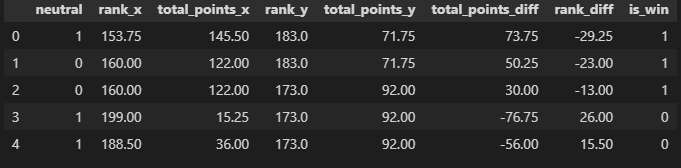 neutral rank_x total_points_x rank_y total_points_y total_points_diff rank_diff is_win
0 1 153.75 145.50 183.0 71.75 73.75 -29.25 1
1 0 160.00 122.00 183.0 71.75 50.25 -23.00 1
2 0 160.00 122.00 173.0 92.00 30.00 -13.00 1
3 1 199.00 15.25 173.0 92.00 -76.75 26.00 0
4 1 188.50 36.00 173.0 92.00 -56.00 15.50 0